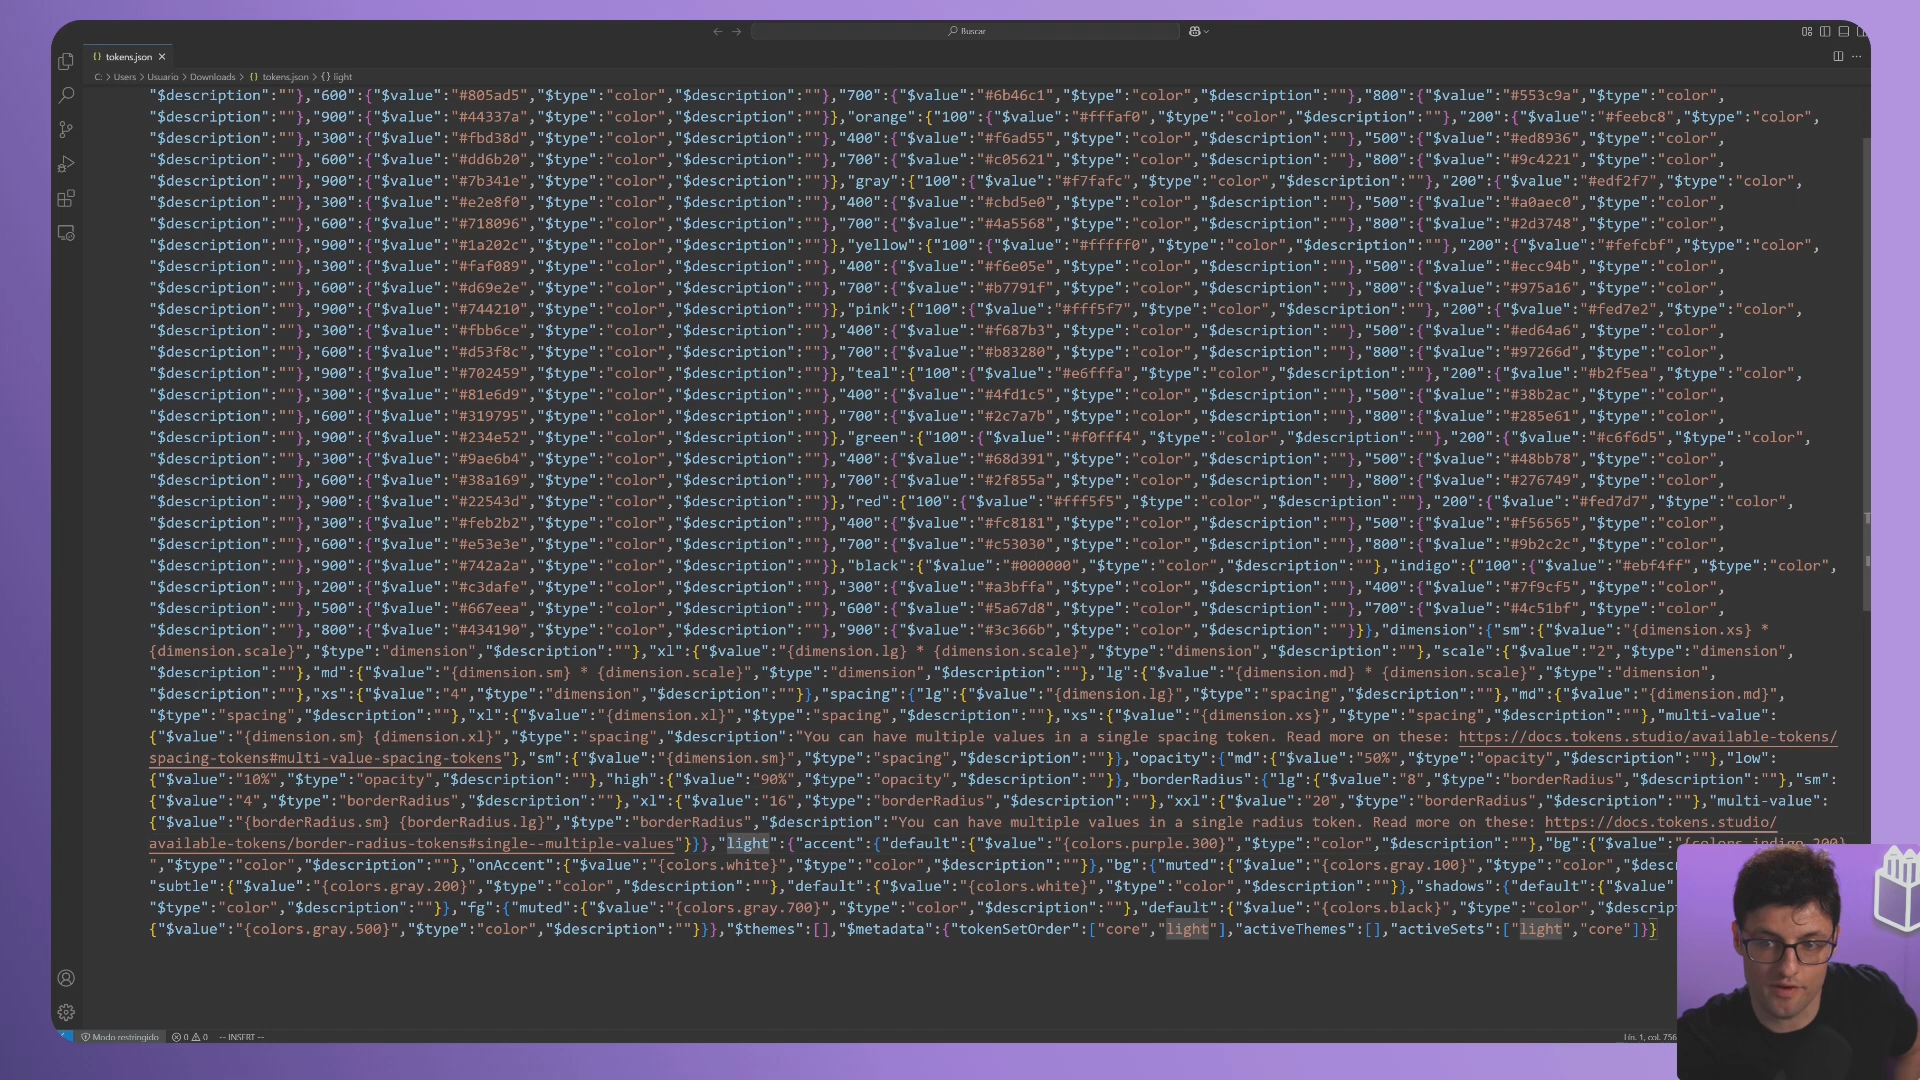 Buscar
tokens.json
C: > Users > Usuario > Downloads > {} tokens.json > {} light
"$description":""},"600":{"$value":"#805ad5","$type":"color","$description":""},"700":{"$value":"#6b46c1","$type":"color","$description":""},"800":{"$value":"#553c9a","$type":"color",
"$description":""},"900":{"$value":"#44337a","$type":"color","$description":""}},"orange":{"100":{"$value":"#fffaf0","$type":"color","$description":""},"200":{"$value":"#feebc8","$type":"color",
"$description":""},"300":{"$value":"#fbd38d","$type":"color","$description":""},"400":{"$value":"#f6ad55","$type":"color","$description":""},"500":{"$value":"#ed8936","$type":"color",
"$description":""},"600":{"$value":"#dd6b20","$type":"color","$description":""},"700":{"$value":"#c05621","$type":"color","$description":""},"800":{"$value":"#9c4221","$type":"color",
"$description":""},"900":{"$value":"#7b341e","$type":"color","$description":""}},"gray":{"100":{"$value":"#f7fafc","$type":"color","$description":""},"200":{"$value":"#edf2f7","$type":"color",
"$description":""},"300":{"$value":"#e2e8f0","$type":"color","$description":""},"400":{"$value":"#cbd5e0","$type":"color","$description":""},"500":{"$value":"#a0aec0","$type":"color",
"$description":""},"600":{"$value":"#718096","$type":"color","$description":""},"700":{"$value":"#4a5568","$type":"color","$description":""},"800":{"$value":"#2d3748","$type":"color",
"$description":""},"900":{"$value":"#1a202c","$type":"color","$description":""}},"yellow":{"100":{"$value":"#fffff0","$type":"color","$description":""},"200":{"$value":"#fefcbf","$type":"color",
"$description":""},"300":{"$value":"#faf089","$type":"color","$description":""},"400":{"$value":"#f6e05e","$type":"color","$description":""},"500":{"$value":"#ecc94b","$type":"color",
"$description":""},"600":{"$value":"#d69e2e","$type":"color","$description":""},"700":{"$value":"#b7791f","$type":"color","$description":""},"800":{"$value":"#975a16","$type":"color",
"$description":""},"900":{"$value":"#744210","$type":"color","$description":""}},"pink":{"100":{"$value":"#fff5f7","$type":"color","$description":""},"200":{"$value":"#fed7e2","$type":"color",
"$description":""},"300":{"$value":"#fbb6ce","$type":"color","$description":""},"400":{"$value":"#f687b3","$type":"color","$description":""},"500":{"$value":"#ed64a6","$type":"color",
"$description":""},"600":{"$value":"#d53f8c","$type":"color","$description":""},"700":{"$value":"#b83280","$type":"color","$description":""},"800":{"$value":"#97266d","$type":"color",
"$description":""},"900":{"$value":"#702459","$type":"color","$description":""}},"teal":{"100":{"$value":"#e6fffa","$type":"color","$description":""},"200":{"$value":"#b2f5ea","$type":"color",
"$description":""},"300":{"$value":"#81e6d9","$type":"color","$description":""},"400":{"$value":"#4fd1c5","$type":"color","$description":""},"500":{"$value":"#38b2ac","$type":"color",
"$description":""},"600":{"$value":"#319795","$type":"color","$description":""},"700":{"$value":"#2c7a7b","$type":"color","$description":""},"800":{"$value":"#285e61","$type":"color",
"$description":""},"900":{"$value":"#234e52","$type":"color","$description":""}},"green":{"100":{"$value":"#f0fff4","$type":"color","$description":""},"200":{"$value":"#c6f6d5","$type":"color",
"$description":""},"300":{"$value":"#9ae6b4","$type":"color","$description":""},"400":{"$value":"#68d391","$type":"color","$description":""},"500":{"$value":"#48bb78","$type":"color",
"$description":""},"600":{"$value":"#38a169","$type":"color","$description":""},"700":{"$value":"#2f855a","$type":"color","$description":""},"800":{"$value":"#276749","$type":"color",
"$description":""},"900":{"$value":"#22543d","$type":"color","$description":""}},"red":{"100":{"$value":"#fff5f5","$type":"color","$description":""},"200":{"$value":"#fed7d7","$type":"color",
"$description":""},"300":{"$value":"#feb2b2","$type":"color","$description":""},"400":{"$value":"#fc8181","$type":"color","$description":""},"500":{"$value":"#f56565","$type":"color",
"$description":""},"600":{"$value":"#e53e3e","$type":"color","$description":""},"700":{"$value":"#c53030","$type":"color","$description":""},"800":{"$value":"#9b2c2c","$type":"color",
"$description":""},"900":{"$value":"#742a2a","$type":"color","$description":""}},"black":{"$value":"#000000","$type":"color","$description":""},"indigo":{"100":{"$value":"#ebf4ff","$type":"color",
"$description":""},"200":{"$value":"#c3dafe","$type":"color","$description":""},"300":{"$value":"#a3bffa","$type":"color","$description":""},"400":{"$value":"#7f9cf5","$type":"color",
"$description":""},"500":{"$value":"#667eea","$type":"color","$description":""},"600":{"$value":"#5a67d8","$type":"color","$description":""},"700":{"$value":"#4c51bf","$type":"color",
"$description":""},"800":{"$value":"#434190","$type":"color","$description":""},"900":{"$value":"#3c366b","$type":"color","$description":""}}},"dimension":{"sm":{"$value":"{dimension.xs} *
{dimension.scale}","$type":"dimension","$description":""},"xl":{"$value":"{dimension.lg} * {dimension.scale}","$type":"dimension","$description":""},"scale":{"$value":"2","$type":"dimension",
"$description":""},"md":{"$value":"{dimension.sm} * {dimension.scale}","$type":"dimension","$description":""},"lg":{"$value":"{dimension.md} * {dimension.scale}","$type":"dimension",
"$description":""},"xs":{"$value":"4","$type":"dimension","$description":""}},"spacing":{"lg":{"$value":"{dimension.lg}","$type":"spacing","$description":""},"md":{"$value":"{dimension.md}",
"$type":"spacing","$description":""},"xl":{"$value":"{dimension.xl}","$type":"spacing","$description":""},"xs":{"$value":"{dimension.xs}","$type":"spacing","$description":""},"multi-value":
{"$value":"{dimension.sm} {dimension.xl}","$type":"spacing","$description":"You can have multiple values in a single spacing token. Read more on these: https://docs.tokens.studio/available-tokens/
spacing-tokens#multi-value-spacing-tokens"},"sm":{"$value":"{dimension.sm}","$type":"spacing","$description":""}},"opacity":{"md":{"$value":"50%","$type":"opacity","$description":""},"low":
{"$value":"10%","$type":"opacity","$description":""},"high":{"$value":"90%","$type":"opacity","$description":""}},"borderRadius":{"lg":{"$value":"8","$type":"borderRadius","$description":""},"sm":
{"$value":"4","$type":"borderRadius","$description":""},"xl":{"$value":"16","$type":"borderRadius","$description":""},"xxl":{"$value":"20","$type":"borderRadius","$description":""},"multi-value":
{"$value":"{borderRadius.sm} {borderRadius.lg}","$type":"borderRadius","$description":"You can have multiple values in a single radius token. Read more on these: https://docs.tokens.studio/
available-tokens/border-radius-tokens#single--multiple-values"}}},"light":{"accent":{"default":{"$value":"{colors.purple.300}","$type":"color","$description":""},"bg":{"$value":"{colors.indigo.200}
","$type":"color","$description":""},"onAccent":{"$value":"{colors.white}","$type":"color","$description":""}},"bg":{"muted":{"$value":"{colors.gray.100}","$type":"color","$desc
"subtle":{"$value":"{colors.gray.200}","$type":"color","$description":""},"default":{"$value":"{colors.white}","$type":"color","$description":""}},"shadows":{"default":{"$value":"
"$type":"color","$description":""}},"fg":{"muted":{"$value":"{colors.gray.700}","$type":"color","$description":""},"default":{"$value":"{colors.black}","$type":"color","$descript
{"$value":"{colors.gray.500}","$type":"color","$description":""}}},"$themes":[],"$metadata":{"tokenSetOrder":["core","light"],"activeThemes":[],"activeSets":["light","core"]}}
Modo restringido 0 0 -- INSERT --
Lín. 1, col. 756